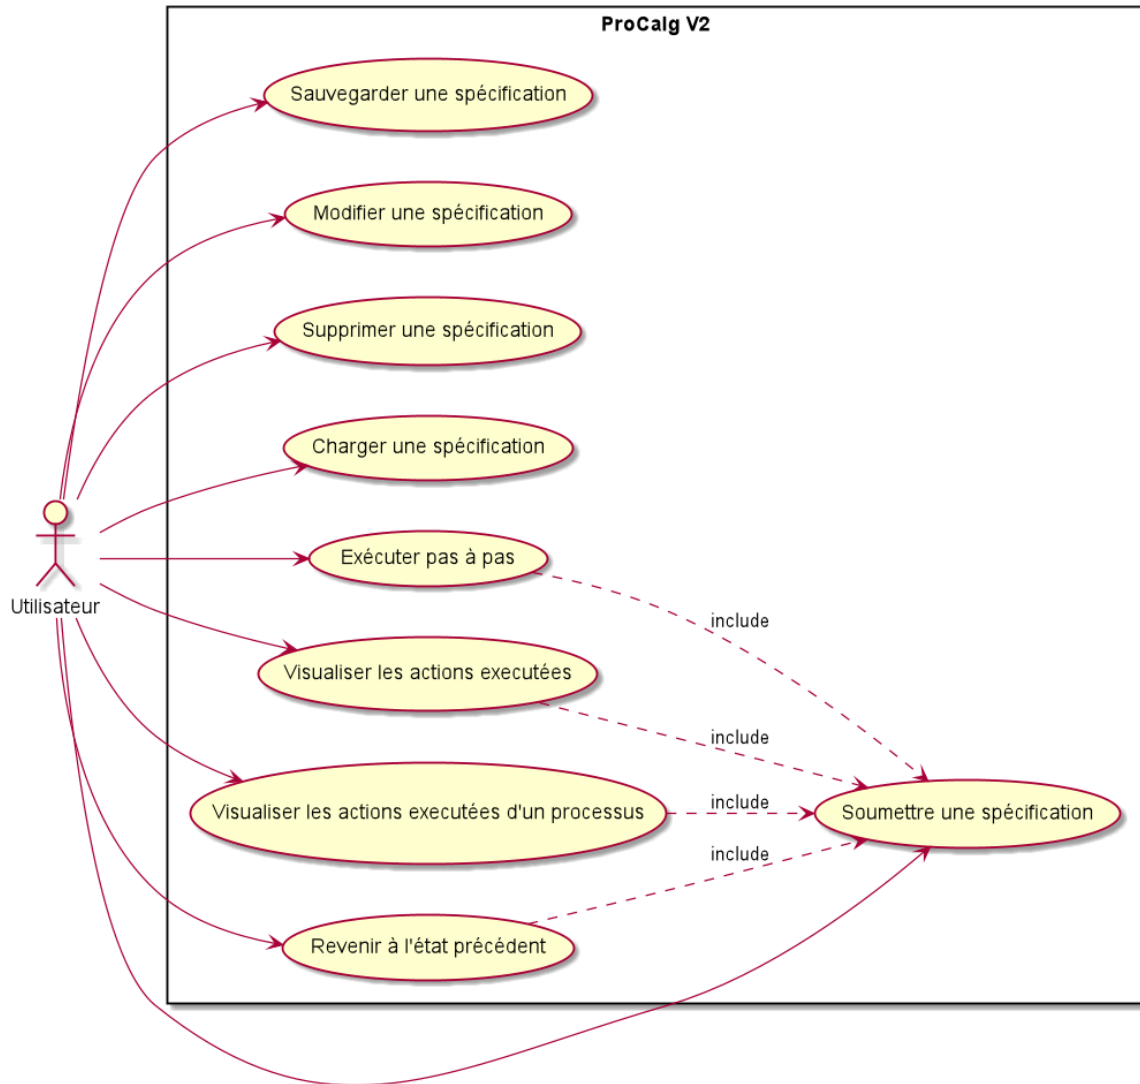 ProCalg V2
Sauvegarder une spécification
Modifier une spécification
Supprimer une spécification
Charger une spécification
Exécuter pas à pas
Utilisateur
include
Visualiser les actions executées
include
Visualiser les actions executées d'un processus
include
Soumettre une spécification
include
Revenir à l'état précédent